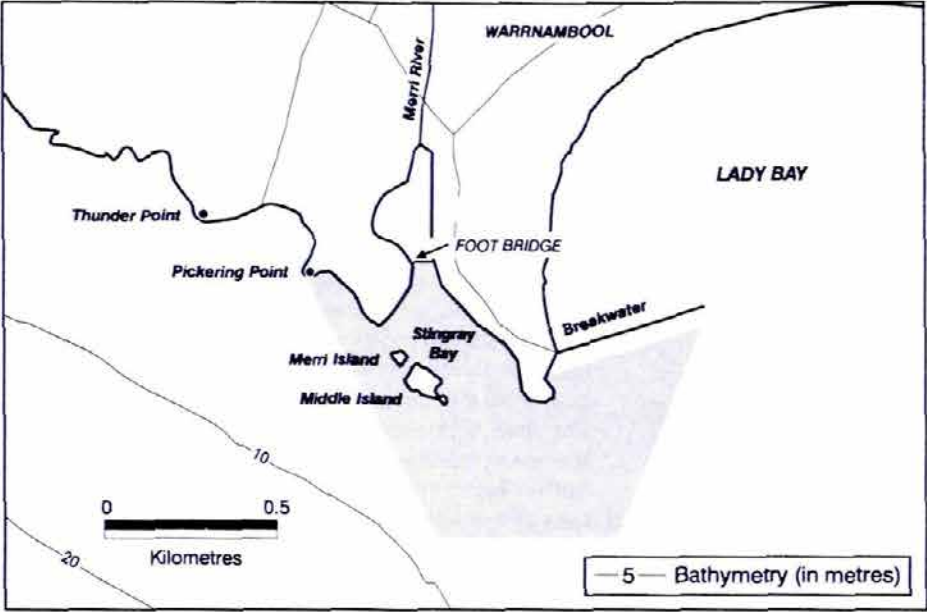 WARRNAMBOOL
Merri River
LADY BAY
Thunder Point
FOOT BRIDGE
Pickering Point
Breakwater
Stingray
Bay
Merri Island
Middle Island
10
0 0.5
Kilometres
20
5 Bathymetry (in metres)